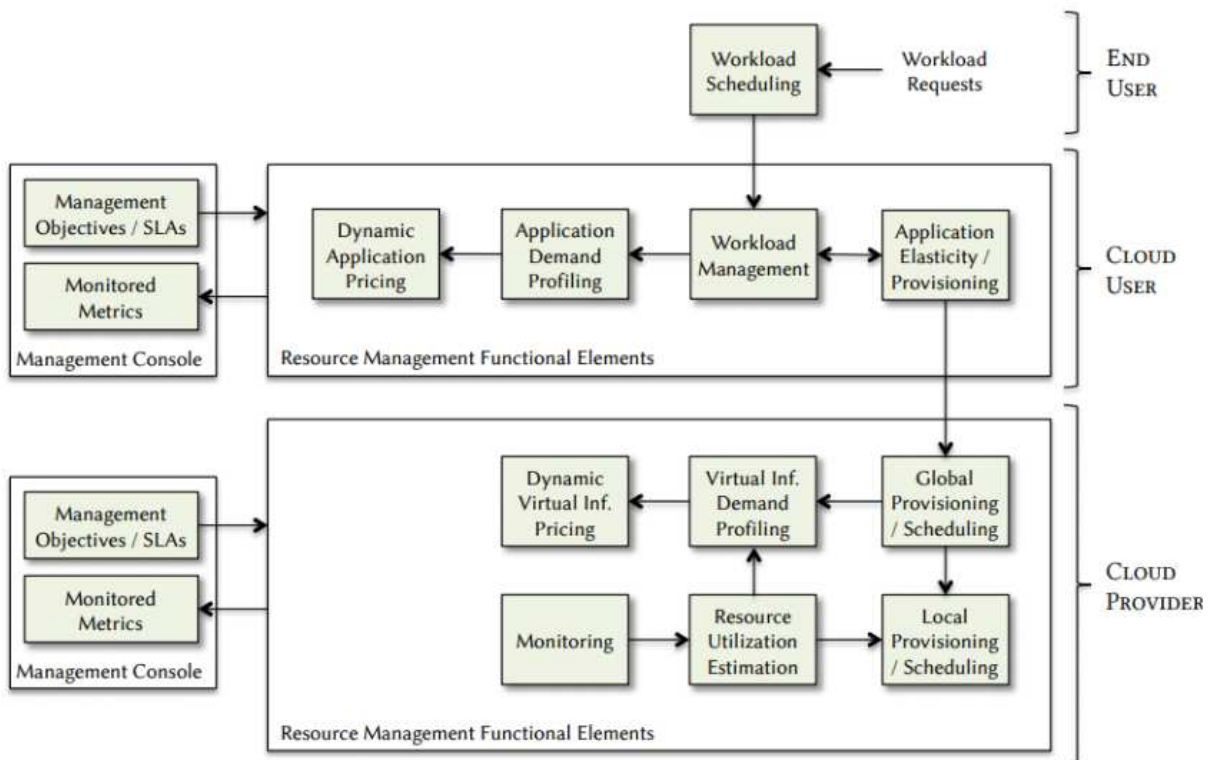 Workload
Scheduling
Workload
Requests
END
USER
Management
Objectives / SLAs
Monitored
Metrics
Management Console
Dynamic
Application
Pricing
Application
Demand
Profiling
Workload
Management
Application
Elasticity /
Provisioning
Resource Management Functional Elements
CLOUD
USER
Management
Objectives / SLAs
Monitored
Metrics
Management Console
Dynamic
Virtual Inf.
Pricing
Virtual Inf.
Demand
Profiling
Global
Provisioning
/ Scheduling
Monitoring
Resource
Utilization
Estimation
Local
Provisioning
/ Scheduling
Resource Management Functional Elements
CLOUD
PROVIDER